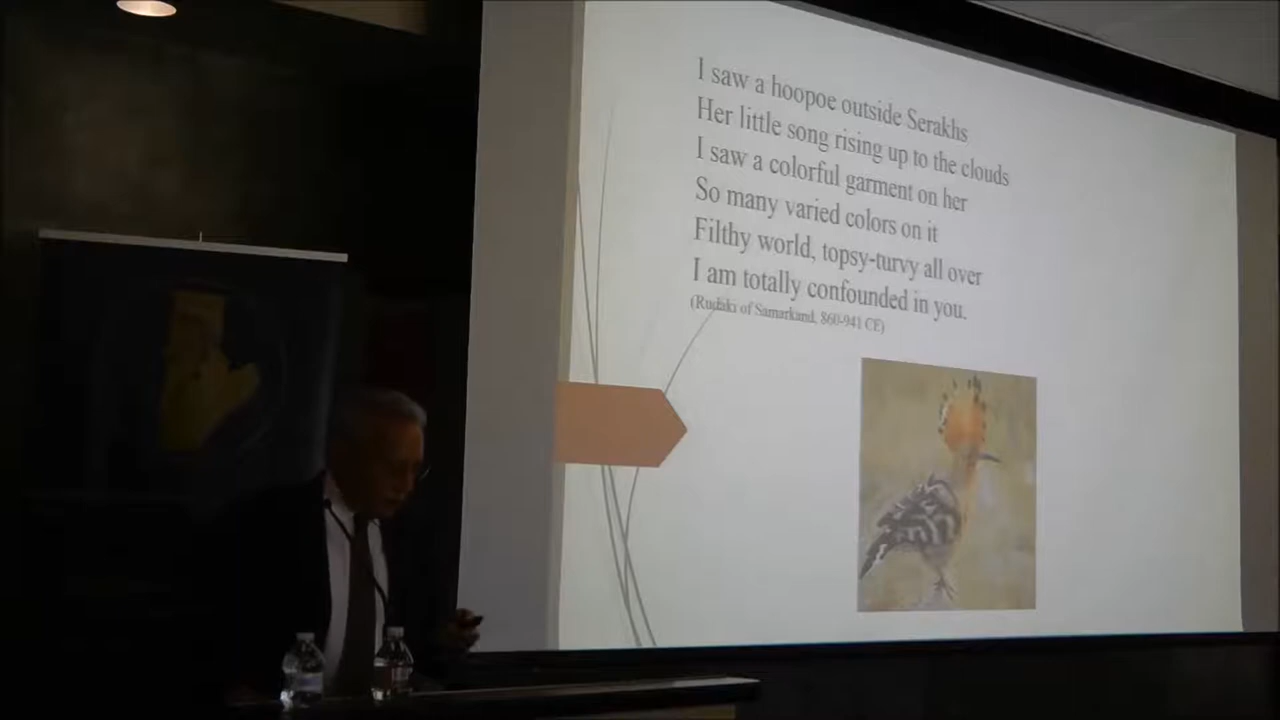 I saw a hoopoe outside Serakhs
Her little song rising up to the clouds
I saw a colorful garment on her
So many varied colors on it
Filthy world, topsy-turvy all over
I am totally confounded in you.
(Rudaki of Samarkand, 860-941 CE)